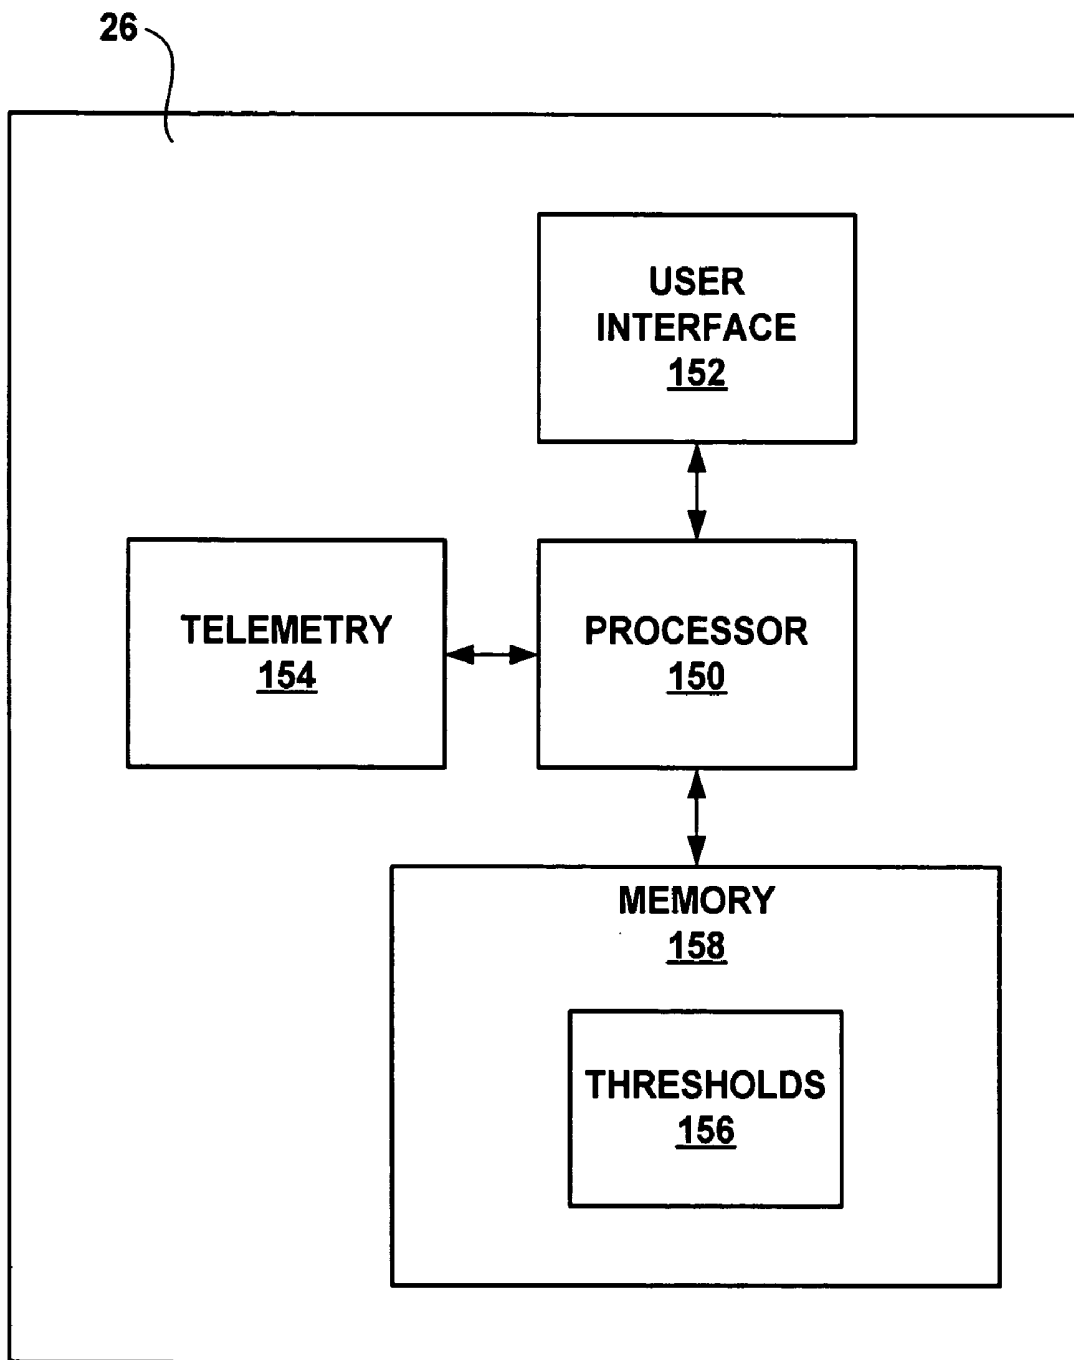 26
USER
INTERFACE
152
TELEMETRY
154
PROCESSOR
150
MEMORY
158
THRESHOLDS
156